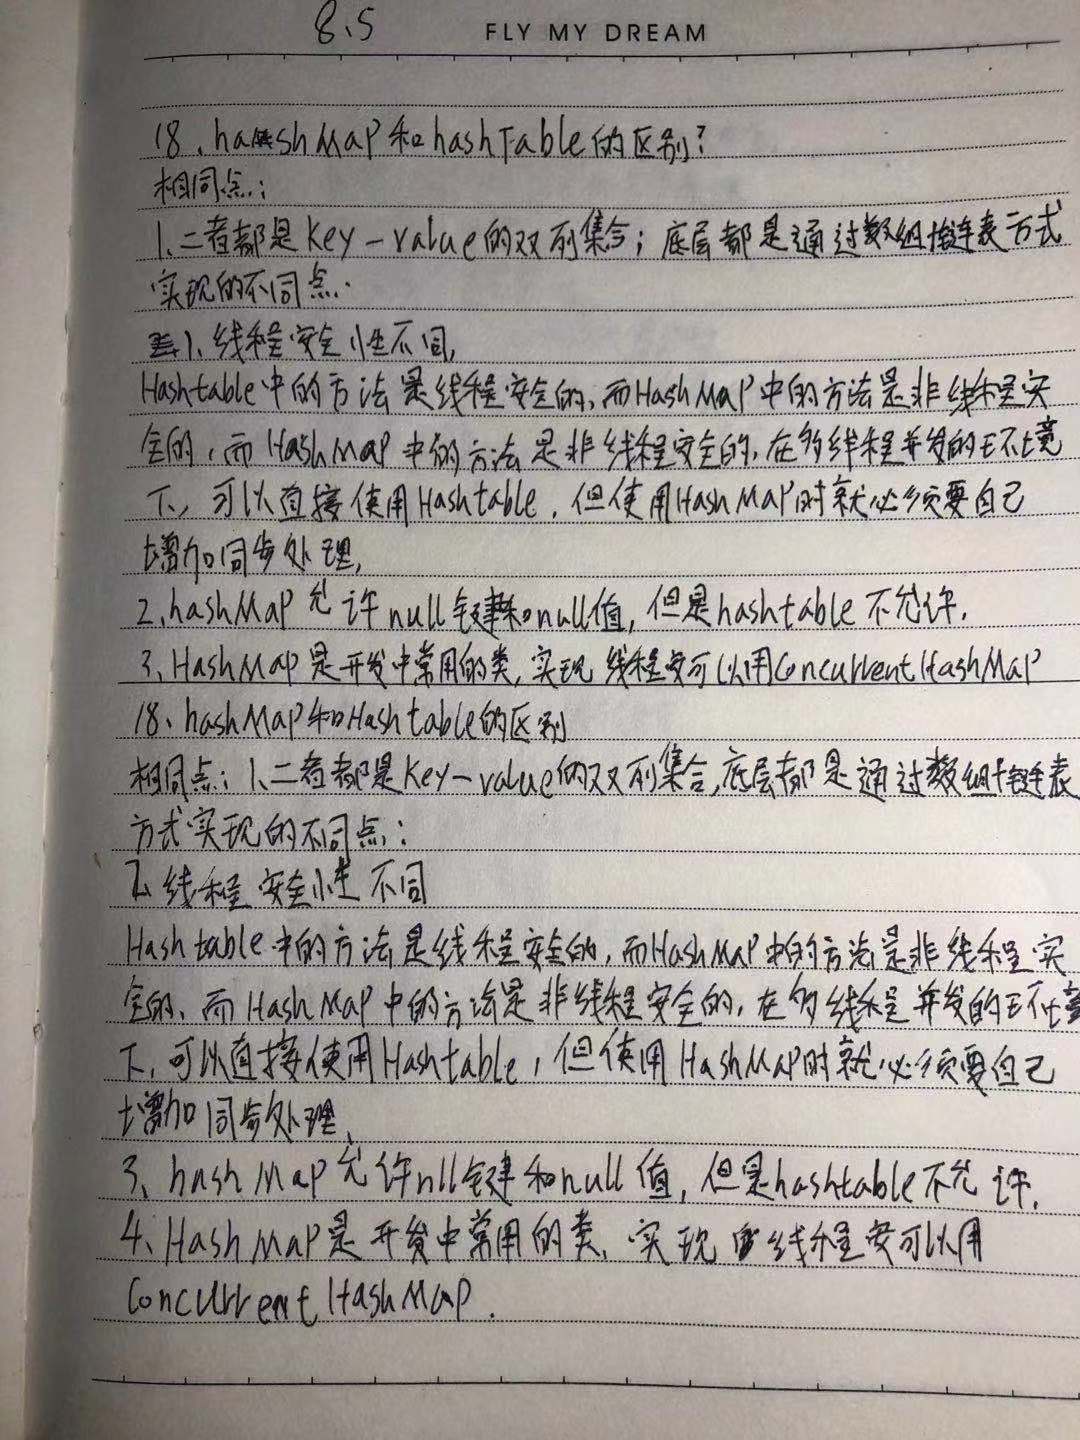 8.5 FLY MY DREAM
18、hashMap和hashTable的区别?
相同点:
1、二者都是key-value的双列集合;底层都是通过数组+链表方式
实现的不同点.
1、线程安全性不同,
Hashtable中的方法是线程安全的,而HashMap中的方法是非线程安
全的,而HashMap中的方法是非线程安全的,在多线程并发的环境
下,可以直接使用Hashtable,但使用HashMap时就必须要自己
增加同步处理,
2、hashMap允许null键和null值,但是hashtable不允许.
3、HashMap是开发中常用的类,实现线程安可以用ConcurrentHashMap
18、hashMap和Hashtable的区别
相同点:1、二者都是key-value的双列集合,底层都是通过数组+链表
方式实现的不同点:
2、线程安全性不同
Hashtable中的方法是线程安全的,而HashMap中的方法是非线程安
全的、而HashMap中的方法是非线程安全的,在多线程并发的环境
下,可以直接使用Hashtable,但使用HashMap时就必须要自己
增加同步处理、
3、hashMap允许null键和null值,但是hashtable不允许.
4、HashMap是开发中常用的类、实现线程安可以用
ConcurrentHashMap.